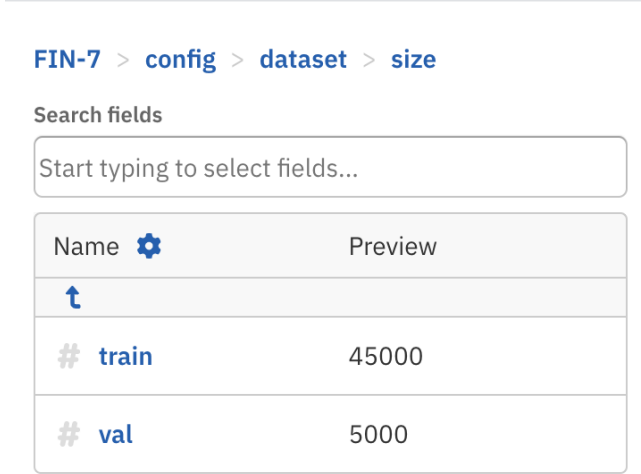 FIN-7 > config > dataset > size
Search fields
Start typing to select fields...
Name Preview
# train 45000
# val 5000